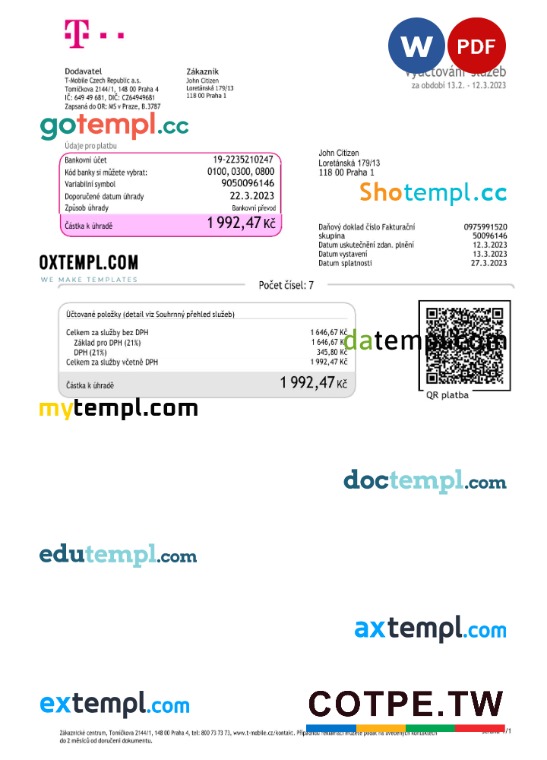 T
W
PDF
Vyúčtování služeb
za období 13.2. - 12.3.2023
Dodavatel
T-Mobile Czech Republic a.s.
Tomíčkova 2144/1, 148 00 Praha 4
IČ: 649 49 681, DIČ: CZ64949681
Zapsaná do OR: MS v Praze, B.3787
Zákazník
John Citizen
Loretánská 179/13
118 00 Praha 1
gotempl.cc
Údaje pro platbu
Bankovní účet 19-2235210247
Kód banky si můžete vybrat: 0100, 0300, 0800
Variabilní symbol 9050096146
Doporučené datum úhrady 22.3.2023
Způsob úhrady Bankovní převod
Částka k úhradě 1 992,47 Kč
John Citizen
Loretánská 179/13
118 00 Praha 1
Shotempl.cc
Daňový doklad číslo Fakturační 0975991520
skupina 50096146
Datum uskutečnění zdan. plnění 12.3.2023
Datum vystavení 13.3.2023
Datum splatnosti 27.3.2023
OXTEMPL.COM
WE MAKE TEMPLATES
Počet čísel: 7
Účtované položky (detail viz Souhrnný přehled služeb)
Celkem za služby bez DPH 1 646,67 Kč
Základ pro DPH (21%) 1 646,67 Kč
DPH (21%) 345,80 Kč
Celkem za služby včetně DPH 1 992,47 Kč
Částka k úhradě 1 992,47 Kč
datempl.com
QR platba
mytempl.com
doctempl.com
edutempl.com
axtempl.com
extempl.com
COTPE.TW
Zákaznické centrum, Tomíčkova 2144/1, 148 00 Praha 4, tel: 800 73 73 73, www.t-mobile.cz/kontakt. Případnou reklamaci můžete podat na uvedených kontaktech
do 2 měsíců od doručení dokumentu.